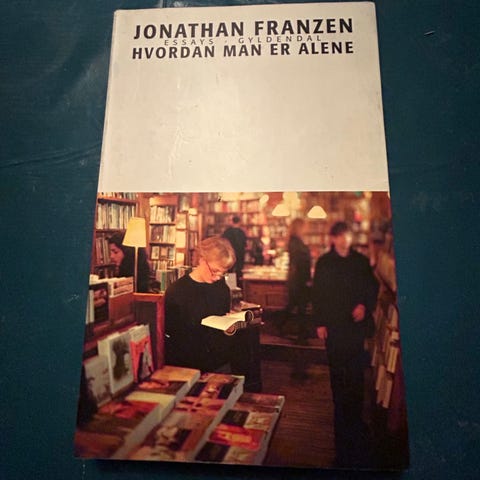 JONATHAN FRANZEN
ESSAYS · GYLDENDAL
HVORDAN MAN ER ALENE